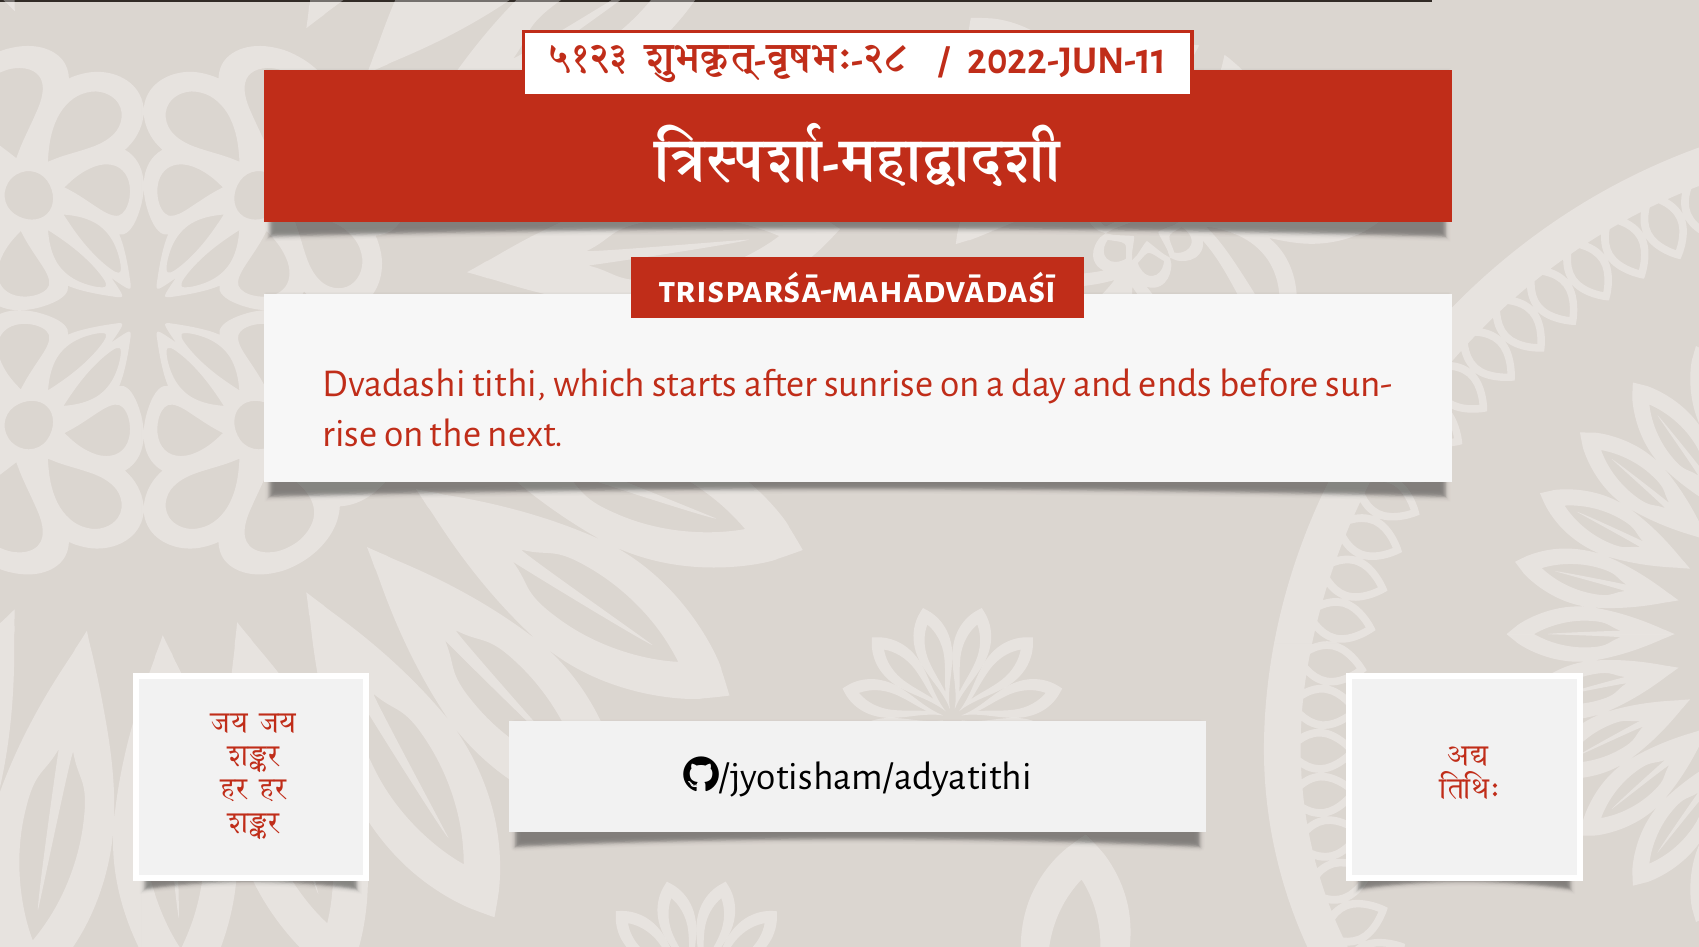 ५१२३ शुभकृत्-वृषभः-२८ / 2022-JUN-11
त्रिस्पर्शा-महाद्वादशी
TRISPARŚĀ-MAHĀDVĀDAŚĪ
Dvadashi tithi, which starts after sunrise on a day and ends before sun-
rise on the next.
जय जय
शङ्कर
हर हर
शङ्कर
/jyotisham/adyatithi
अद्य
तिथिः